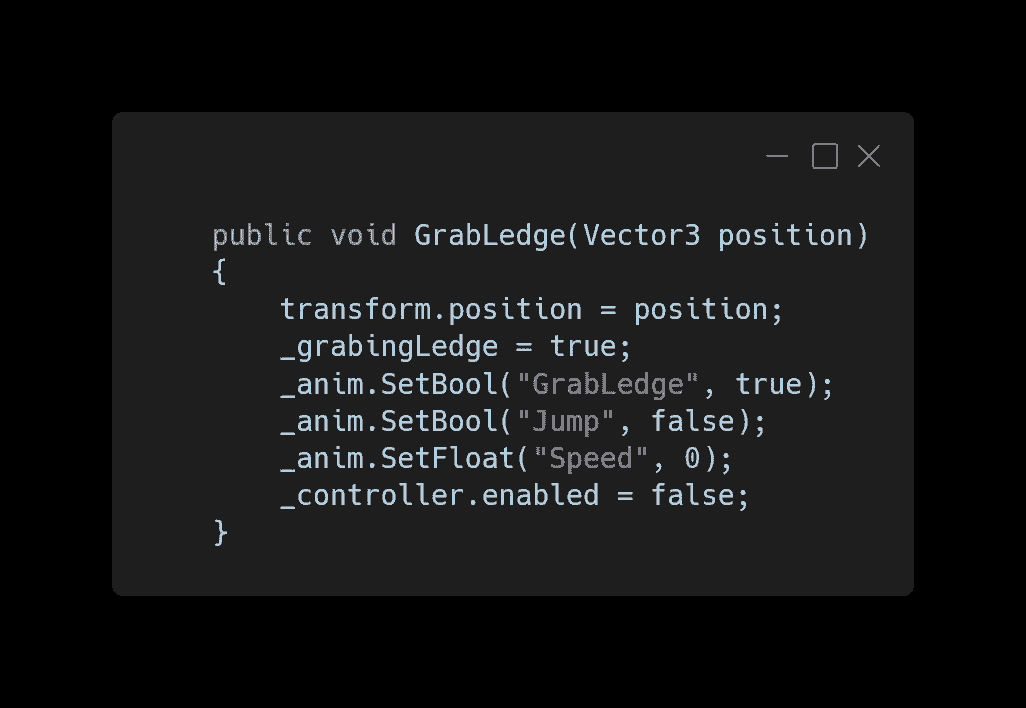 public void GrabLedge(Vector3 position)
{
    transform.position = position;
    _grabingLedge = true;
    _anim.SetBool("GrabLedge", true);
    _anim.SetBool("Jump", false);
    _anim.SetFloat("Speed", 0);
    _controller.enabled = false;
}